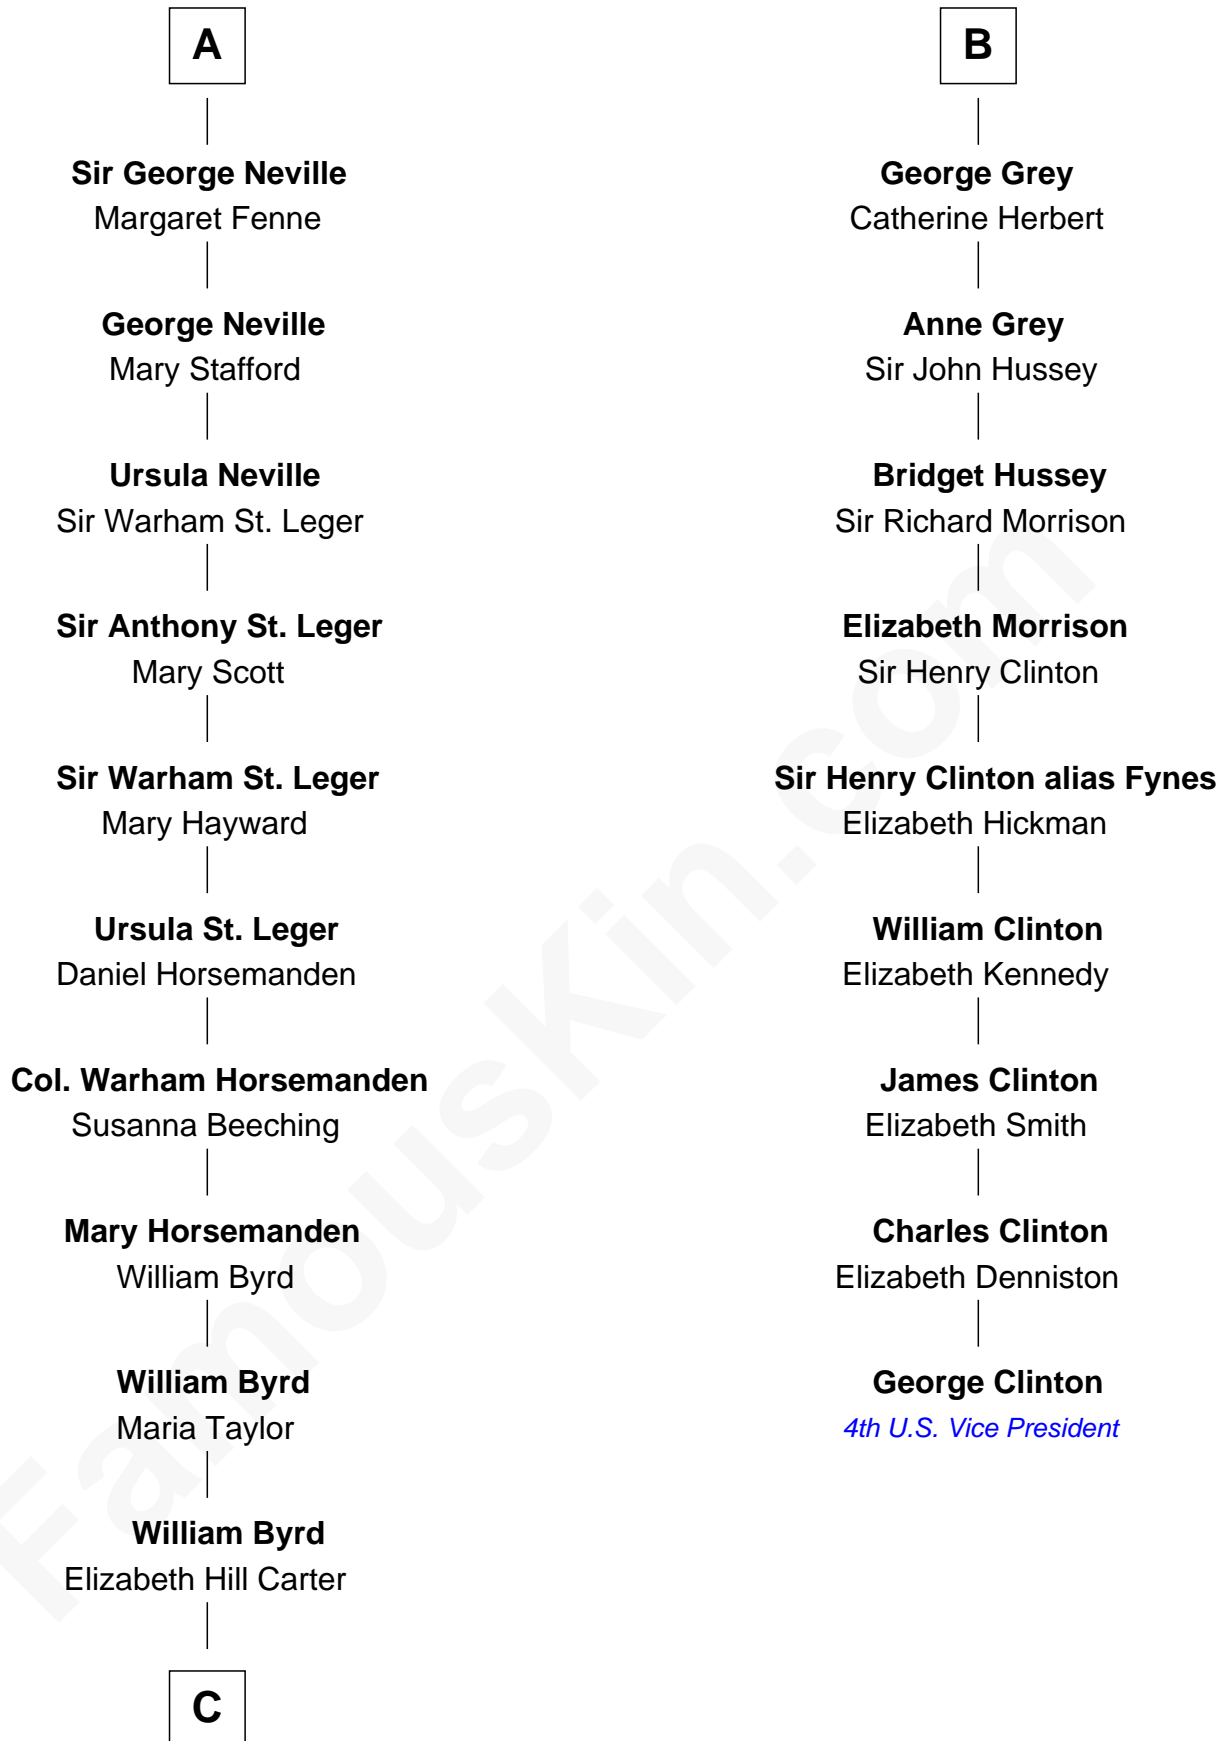 A
Sir George Neville
Margaret Fenne
George Neville
Mary Stafford
Ursula Neville
Sir Warham St. Leger
Sir Anthony St. Leger
Mary Scott
Sir Warham St. Leger
Mary Hayward
Ursula St. Leger
Daniel Horsemanden
Col. Warham Horsemanden
Susanna Beeching
Mary Horsemanden
William Byrd
William Byrd
Maria Taylor
William Byrd
Elizabeth Hill Carter
C
B
George Grey
Catherine Herbert
Anne Grey
Sir John Hussey
Bridget Hussey
Sir Richard Morrison
Elizabeth Morrison
Sir Henry Clinton
Sir Henry Clinton alias Fynes
Elizabeth Hickman
William Clinton
Elizabeth Kennedy
James Clinton
Elizabeth Smith
Charles Clinton
Elizabeth Denniston
George Clinton
4th U.S. Vice President
FamousKin.com